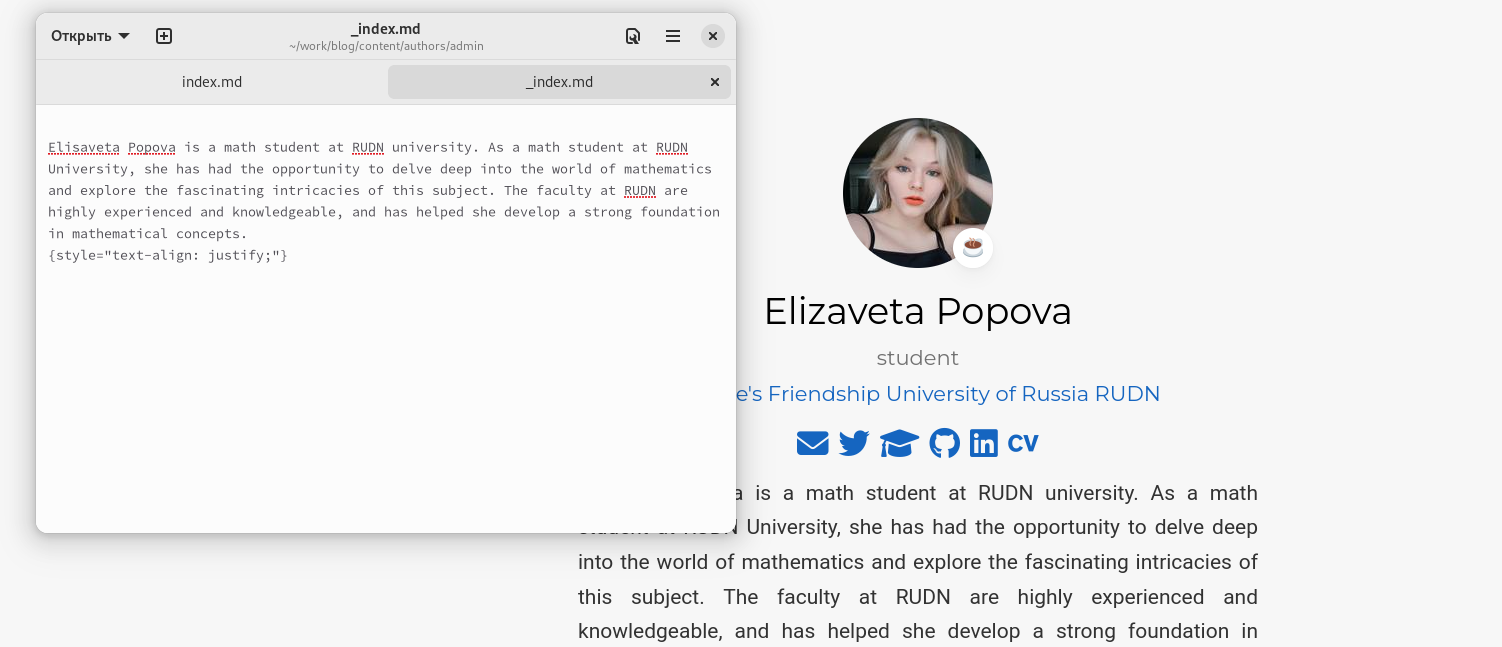 Открыть
_index.md
~/work/blog/content/authors/admin
index.md
_index.md
Elisaveta Popova is a math student at RUDN university. As a math student at RUDN
University, she has had the opportunity to delve deep into the world of mathematics
and explore the fascinating intricacies of this subject. The faculty at RUDN are
highly experienced and knowledgeable, and has helped she develop a strong foundation
in mathematical concepts.
{style="text-align: justify;"}
Elizaveta Popova
student
e's Friendship University of Russia RUDN
CV
a is a math student at RUDN university. As a math
University, she has had the opportunity to delve deep
into the world of mathematics and explore the fascinating intricacies of
this subject. The faculty at RUDN are highly experienced and
knowledgeable, and has helped she develop a strong foundation in